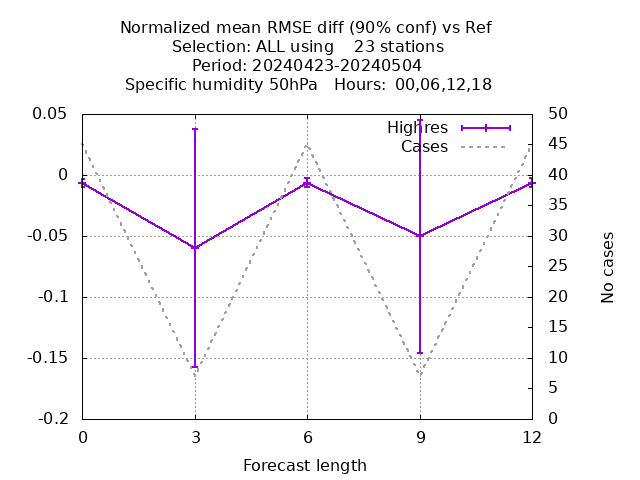 Normalized mean RMSE diff (90% conf) vs Ref
Selection: ALL using    23 stations
Period: 20240423-20240504
Specific humidity 50hPa   Hours: 00,06,12,18
Highres
Cases
0.05
0
-0.05
-0.1
-0.15
-0.2
50
45
40
35
30
25
20
15
10
5
0
No cases
0 3 6 9 12
Forecast length